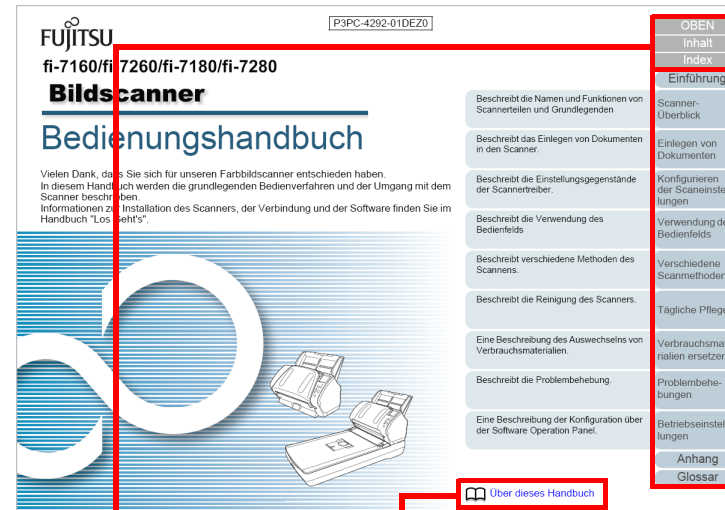 FUJITSU
P3PC-4292-01DEZ0
fi-7160/fi-7260/fi-7180/fi-7280
Bildscanner
Bedienungshandbuch
Vielen Dank, dass Sie sich für unseren Farbbildscanner entschieden haben.
In diesem Handbuch werden die grundlegenden Bedienverfahren und der Umgang mit dem
Scanner beschrieben.
Informationen zur Installation des Scanners, der Verbindung und der Software finden Sie im
Handbuch "Los Geht's".
OBEN
Inhalt
Index
Einführung
Beschreibt die Namen und Funktionen von
Scannerteilen und Grundlegenden
Scanner-
Überblick
Beschreibt das Einlegen von Dokumenten
in den Scanner.
Einlegen von
Dokumenten
Beschreibt die Einstellungsgegenstände
der Scannertreiber.
Konfigurieren
der Scaneinste
lungen
Beschreibt die Verwendung des
Bedienfelds
Verwendung de
Bedienfelds
Beschreibt verschiedene Methoden des
Scannens.
Verschiedene
Scanmethoden
Beschreibt die Reinigung des Scanners.
Tägliche Pflege
Eine Beschreibung des Auswechselns von
Verbrauchsmaterialien.
Verbrauchsma
rialien ersetzen
Beschreibt die Problembehebung.
Problembehe-
bungen
Eine Beschreibung der Konfiguration über
der Software Operation Panel.
Betriebseinstel
lungen
Anhang
Glossar
Über dieses Handbuch